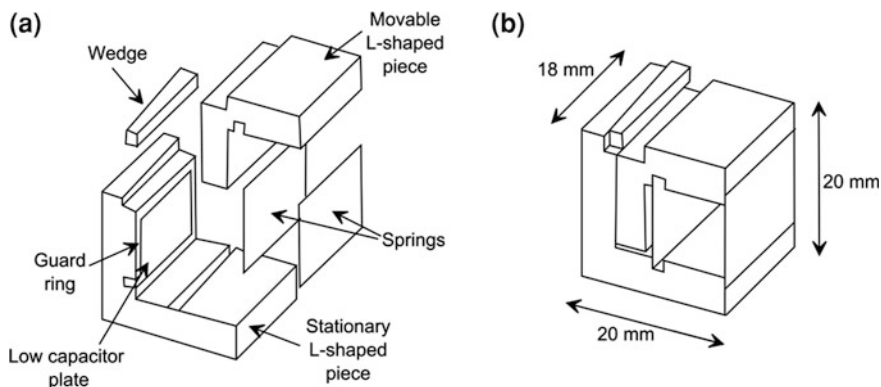 (a)
Wedge
Movable
L-shaped
piece
Guard
ring
Low capacitor
plate
Springs
Stationary
L-shaped
piece
(b)
18 mm
20 mm
20 mm